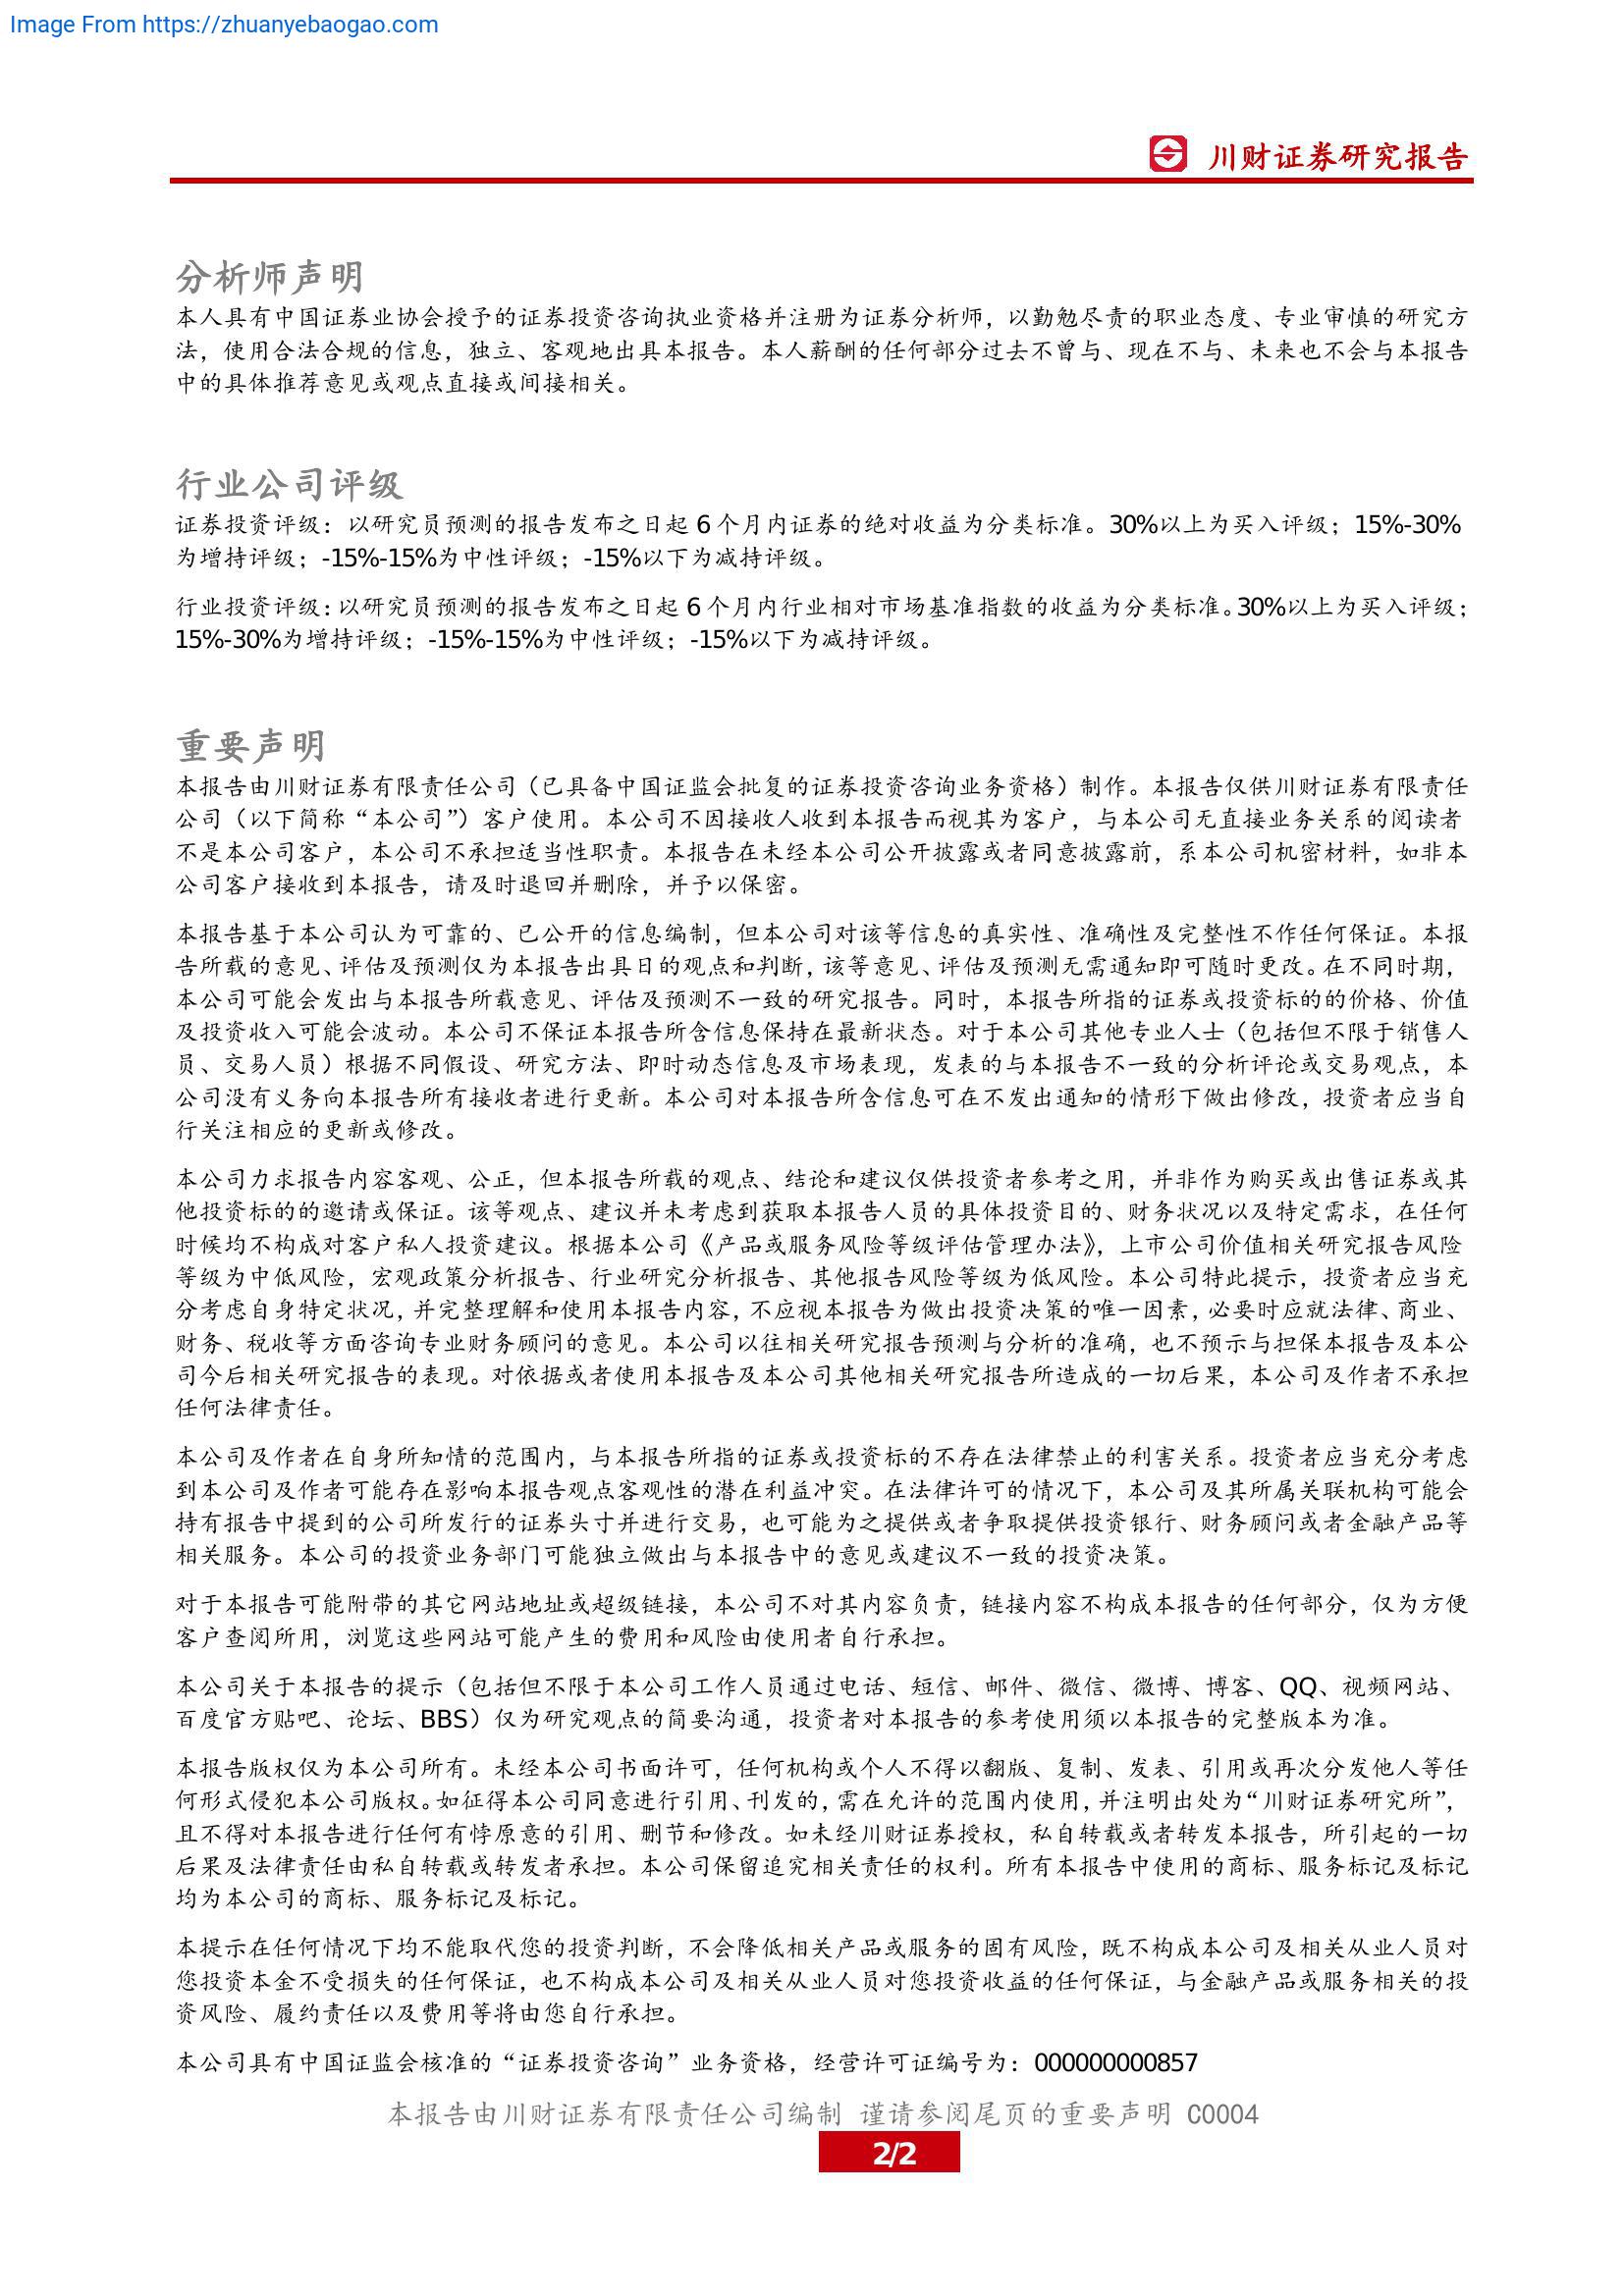 Image From https://zhuanyebaogao.com
川财证券研究报告
分析师声明
本人具有中国证券业协会授予的证券投资咨询执业资格并注册为证券分析师，以勤勉尽责的职业态度、专业审慎的研究方
法，使用合法合规的信息，独立、客观地出具本报告。本人薪酬的任何部分过去不曾与、现在不与、未来也不会与本报告
中的具体推荐意见或观点直接或间接相关。
行业公司评级
证券投资评级：以研究员预测的报告发布之日起 6 个月内证券的绝对收益为分类标准。30%以上为买入评级；15%-30%
为增持评级；-15%-15%为中性评级；-15%以下为减持评级。
行业投资评级：以研究员预测的报告发布之日起 6 个月内行业相对市场基准指数的收益为分类标准。30%以上为买入评级；
15%-30%为增持评级；-15%-15%为中性评级；-15%以下为减持评级。
重要声明
本报告由川财证券有限责任公司（已具备中国证监会批复的证券投资咨询业务资格）制作。本报告仅供川财证券有限责任
公司（以下简称“本公司”）客户使用。本公司不因接收人收到本报告而视其为客户，与本公司无直接业务关系的阅读者
不是本公司客户，本公司不承担适当性职责。本报告在未经本公司公开披露或者同意披露前，系本公司机密材料，如非本
公司客户接收到本报告，请及时退回并删除，并予以保密。
本报告基于本公司认为可靠的、已公开的信息编制，但本公司对该等信息的真实性、准确性及完整性不作任何保证。本报
告所载的意见、评估及预测仅为本报告出具日的观点和判断，该等意见、评估及预测无需通知即可随时更改。在不同时期，
本公司可能会发出与本报告所载意见、评估及预测不一致的研究报告。同时，本报告所指的证券或投资标的的价格、价值
及投资收入可能会波动。本公司不保证本报告所含信息保持在最新状态。对于本公司其他专业人士（包括但不限于销售人
员、交易人员）根据不同假设、研究方法、即时动态信息及市场表现，发表的与本报告不一致的分析评论或交易观点，本
公司没有义务向本报告所有接收者进行更新。本公司对本报告所含信息可在不发出通知的情形下做出修改，投资者应当自
行关注相应的更新或修改。
本公司力求报告内容客观、公正，但本报告所载的观点、结论和建议仅供投资者参考之用，并非作为购买或出售证券或其
他投资标的的邀请或保证。该等观点、建议并未考虑到获取本报告人员的具体投资目的、财务状况以及特定需求，在任何
时候均不构成对客户私人投资建议。根据本公司《产品或服务风险等级评估管理办法》，上市公司价值相关研究报告风险
等级为中低风险，宏观政策分析报告、行业研究分析报告、其他报告风险等级为低风险。本公司特此提示，投资者应当充
分考虑自身特定状况，并完整理解和使用本报告内容，不应视本报告为做出投资决策的唯一因素，必要时应就法律、商业、
财务、税收等方面咨询专业财务顾问的意见。本公司以往相关研究报告预测与分析的准确，也不预示与担保本报告及本公
司今后相关研究报告的表现。对依据或者使用本报告及本公司其他相关研究报告所造成的一切后果，本公司及作者不承担
任何法律责任。
本公司及作者在自身所知情的范围内，与本报告所指的证券或投资标的不存在法律禁止的利害关系。投资者应当充分考虑
到本公司及作者可能存在影响本报告观点客观性的潜在利益冲突。在法律许可的情况下，本公司及其所属关联机构可能会
持有报告中提到的公司所发行的证券头寸并进行交易，也可能为之提供或者争取提供投资银行、财务顾问或者金融产品等
相关服务。本公司的投资业务部门可能独立做出与本报告中的意见或建议不一致的投资决策。
对于本报告可能附带的其它网站地址或超级链接，本公司不对其内容负责，链接内容不构成本报告的任何部分，仅为方便
客户查阅所用，浏览这些网站可能产生的费用和风险由使用者自行承担。
本公司关于本报告的提示（包括但不限于本公司工作人员通过电话、短信、邮件、微信、微博、博客、QQ、视频网站、
百度官方贴吧、论坛、BBS）仅为研究观点的简要沟通，投资者对本报告的参考使用须以本报告的完整版本为准。
本报告版权仅为本公司所有。未经本公司书面许可，任何机构或个人不得以翻版、复制、发表、引用或再次分发他人等任
何形式侵犯本公司版权。如征得本公司同意进行引用、刊发的，需在允许的范围内使用，并注明出处为“川财证券研究所”，
且不得对本报告进行任何有悖原意的引用、删节和修改。如未经川财证券授权，私自转载或者转发本报告，所引起的一切
后果及法律责任由私自转载或转发者承担。本公司保留追究相关责任的权利。所有本报告中使用的商标、服务标记及标记
均为本公司的商标、服务标记及标记。
本提示在任何情况下均不能取代您的投资判断，不会降低相关产品或服务的固有风险，既不构成本公司及相关从业人员对
您投资本金不受损失的任何保证，也不构成本公司及相关从业人员对您投资收益的任何保证，与金融产品或服务相关的投
资风险、履约责任以及费用等将由您自行承担。
本公司具有中国证监会核准的“证券投资咨询”业务资格，经营许可证编号为：000000000857
本报告由川财证券有限责任公司编制 谨请参阅尾页的重要声明 C0004
2/2